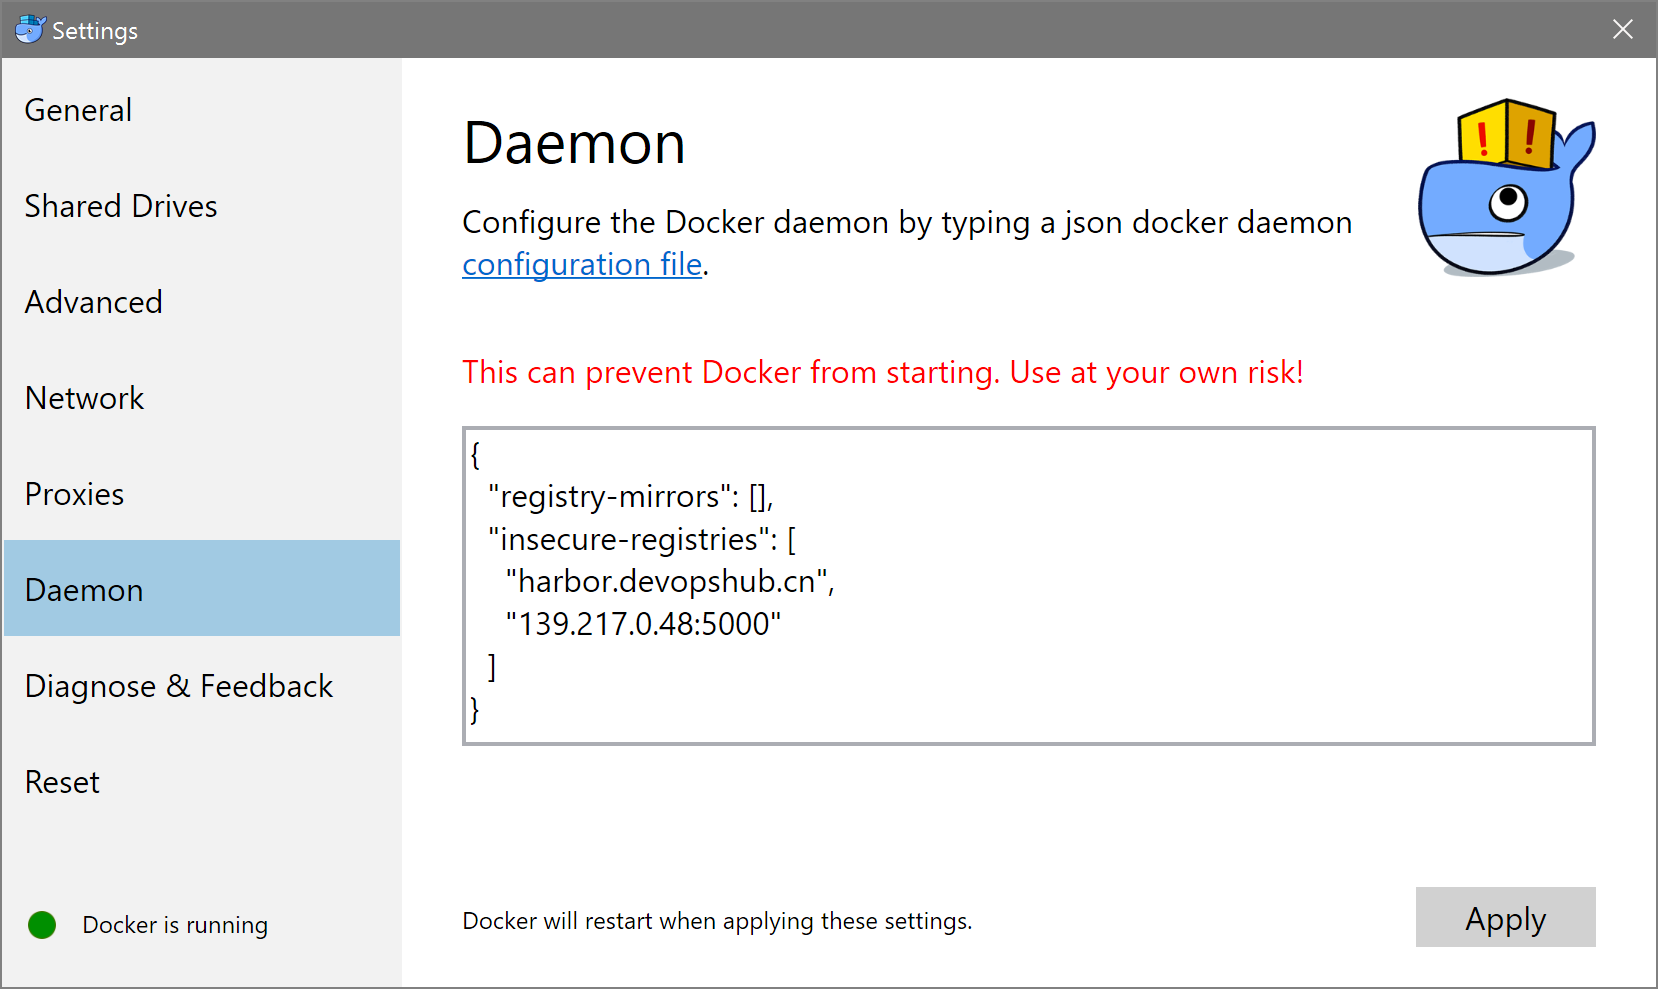 Settings
General
Shared Drives
Advanced
Network
Proxies
Daemon
Diagnose & Feedback
Reset
Docker is running
Daemon
Configure the Docker daemon by typing a json docker daemon
configuration file.
This can prevent Docker from starting. Use at your own risk!
{
"registry-mirrors": [],
"insecure-registries": [
"harbor.devopshub.cn",
"139.217.0.48:5000"
]
}
Docker will restart when applying these settings.
Apply